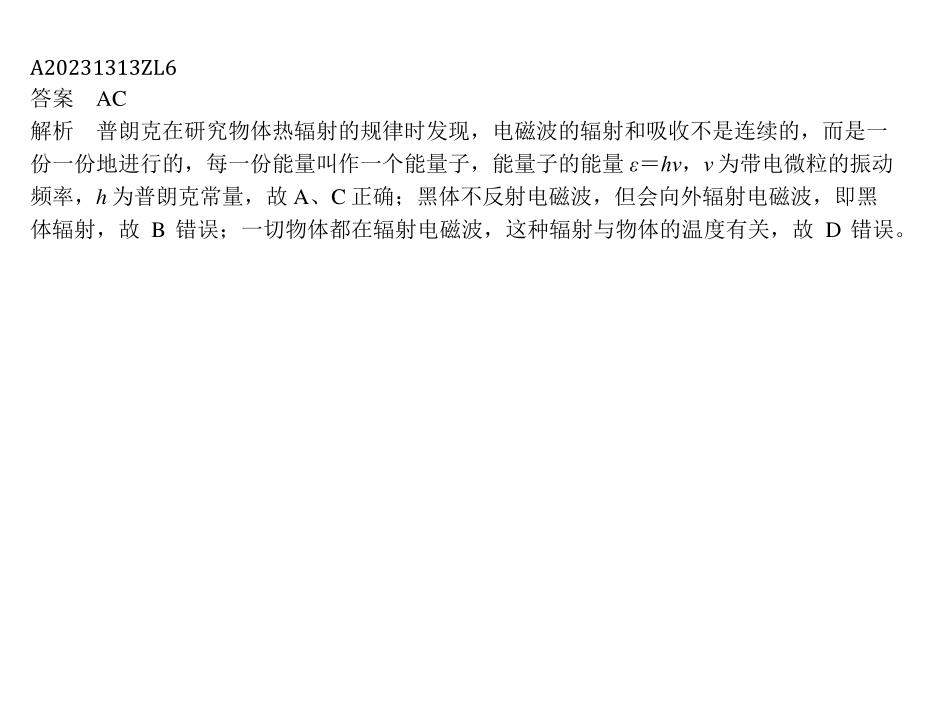 A20231313ZL6
答案 AC
解析 普朗克在研究物体热辐射的规律时发现，电磁波的辐射和吸收不是连续的，而是一
份一份地进行的，每一份能量叫作一个能量子，能量子的能量 ε＝hν，ν 为带电微粒的振动
频率，h 为普朗克常量，故 A、C 正确；黑体不反射电磁波，但会向外辐射电磁波，即黑
体辐射，故 B 错误；一切物体都在辐射电磁波，这种辐射与物体的温度有关，故 D 错误。